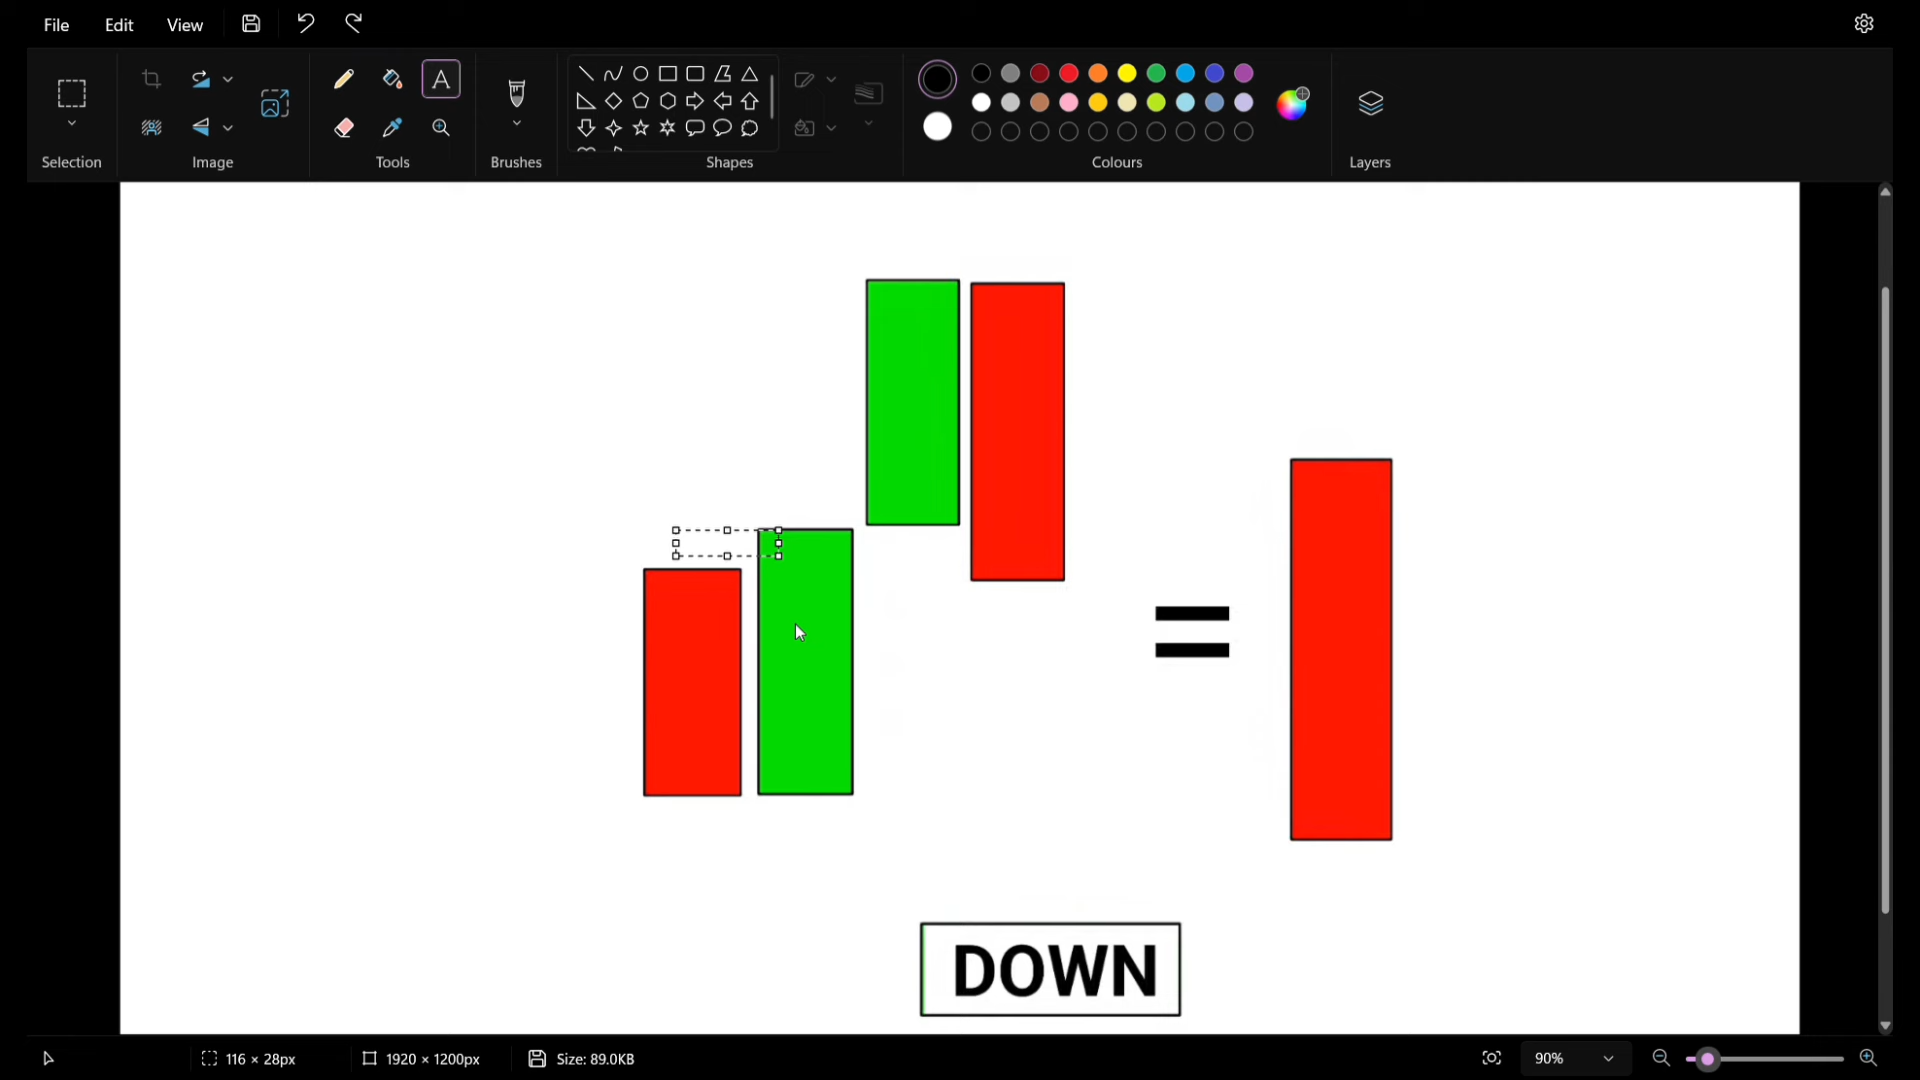 File Edit View
Selection Image Tools Brushes Shapes Colours Layers
DOWN
116 × 28px 1920 × 1200px Size: 89.0KB 90%